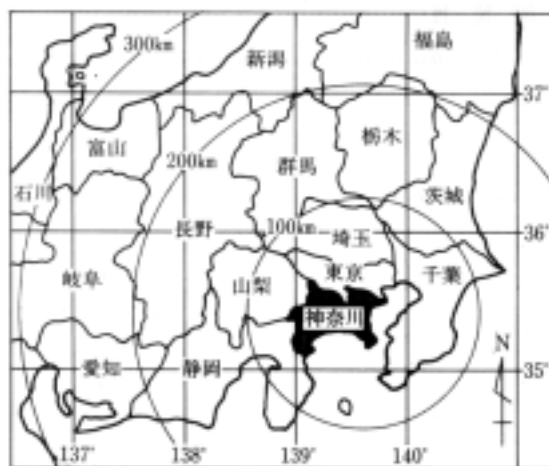 300km
新潟
福島
37°
富山
栃木
200km
群馬
石川
茨城
長野
100km
36°
埼玉
岐阜
山梨
東京
千葉
神奈川
N
愛知
静岡
35°
137°
138°
139°
140°